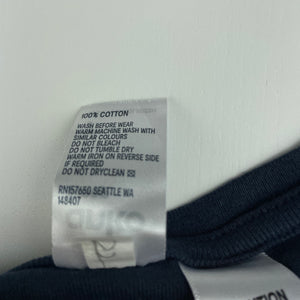 100% COTTON
WASH BEFORE WEAR
WARM MACHINE WASH WITH
SIMILAR COLOURS
DO NOT BLEACH
DO NOT TUMBLE DRY
WARM IRON ON REVERSE SIDE
IF REQUIRED
DO NOT DRYCLEAN
RN157650 SEATTLE WA
148407